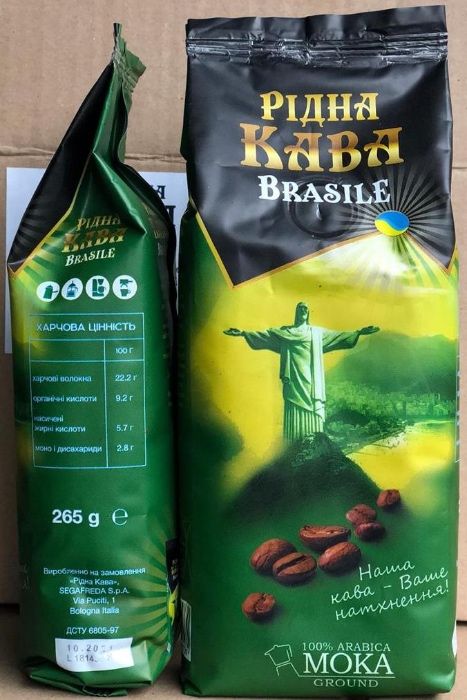 РІДНА
КАВА
BRASILE
ХАРЧОВА ЦІННІСТЬ
100 г
харчові волокна 22.2 г
органічні кислоти 9.2 г
насичені
жирні кислоти 5.7 г
моно і дисахариди 2.8 г
265 g e
Вироблено на замовлення
«Рідна Кава»,
SEGAFREDA S.p.A.
Via Puciti, 1
Bologna Italia
ДСТУ 6805-97
РІДНА
КАВА
BRASILE
Наша
кава – Ваше
натхнення!
100% ARABICA
MOKA
GROUND